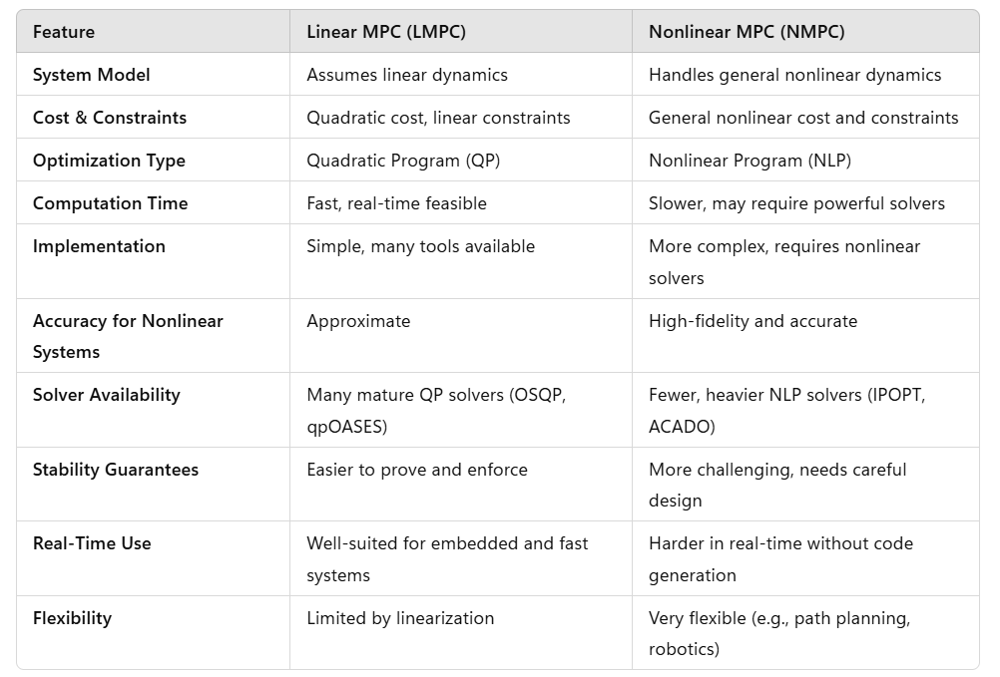 Feature Linear MPC (LMPC) Nonlinear MPC (NMPC)
System Model Assumes linear dynamics Handles general nonlinear dynamics
Cost & Constraints Quadratic cost, linear constraints General nonlinear cost and constraints
Optimization Type Quadratic Program (QP) Nonlinear Program (NLP)
Computation Time Fast, real-time feasible Slower, may require powerful solvers
Implementation Simple, many tools available More complex, requires nonlinear
solvers
Accuracy for Nonlinear Approximate High-fidelity and accurate
Systems
Solver Availability Many mature QP solvers (OSQP, Fewer, heavier NLP solvers (IPOPT,
qpOASES) ACADO)
Stability Guarantees Easier to prove and enforce More challenging, needs careful
design
Real-Time Use Well-suited for embedded and fast Harder in real-time without code
systems generation
Flexibility Limited by linearization Very flexible (e.g., path planning,
robotics)